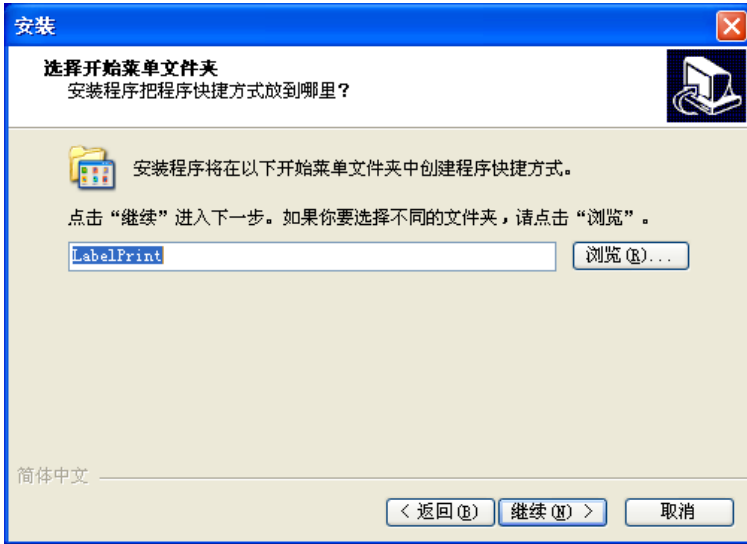 安装
选择开始菜单文件夹
安装程序把程序快捷方式放到哪里？
安装程序将在以下开始菜单文件夹中创建程序快捷方式。
点击“继续”进入下一步。如果你要选择不同的文件夹，请点击“浏览”。
LabelPrint 浏览(R)...
简体中文
< 返回(B) 继续(N) > 取消